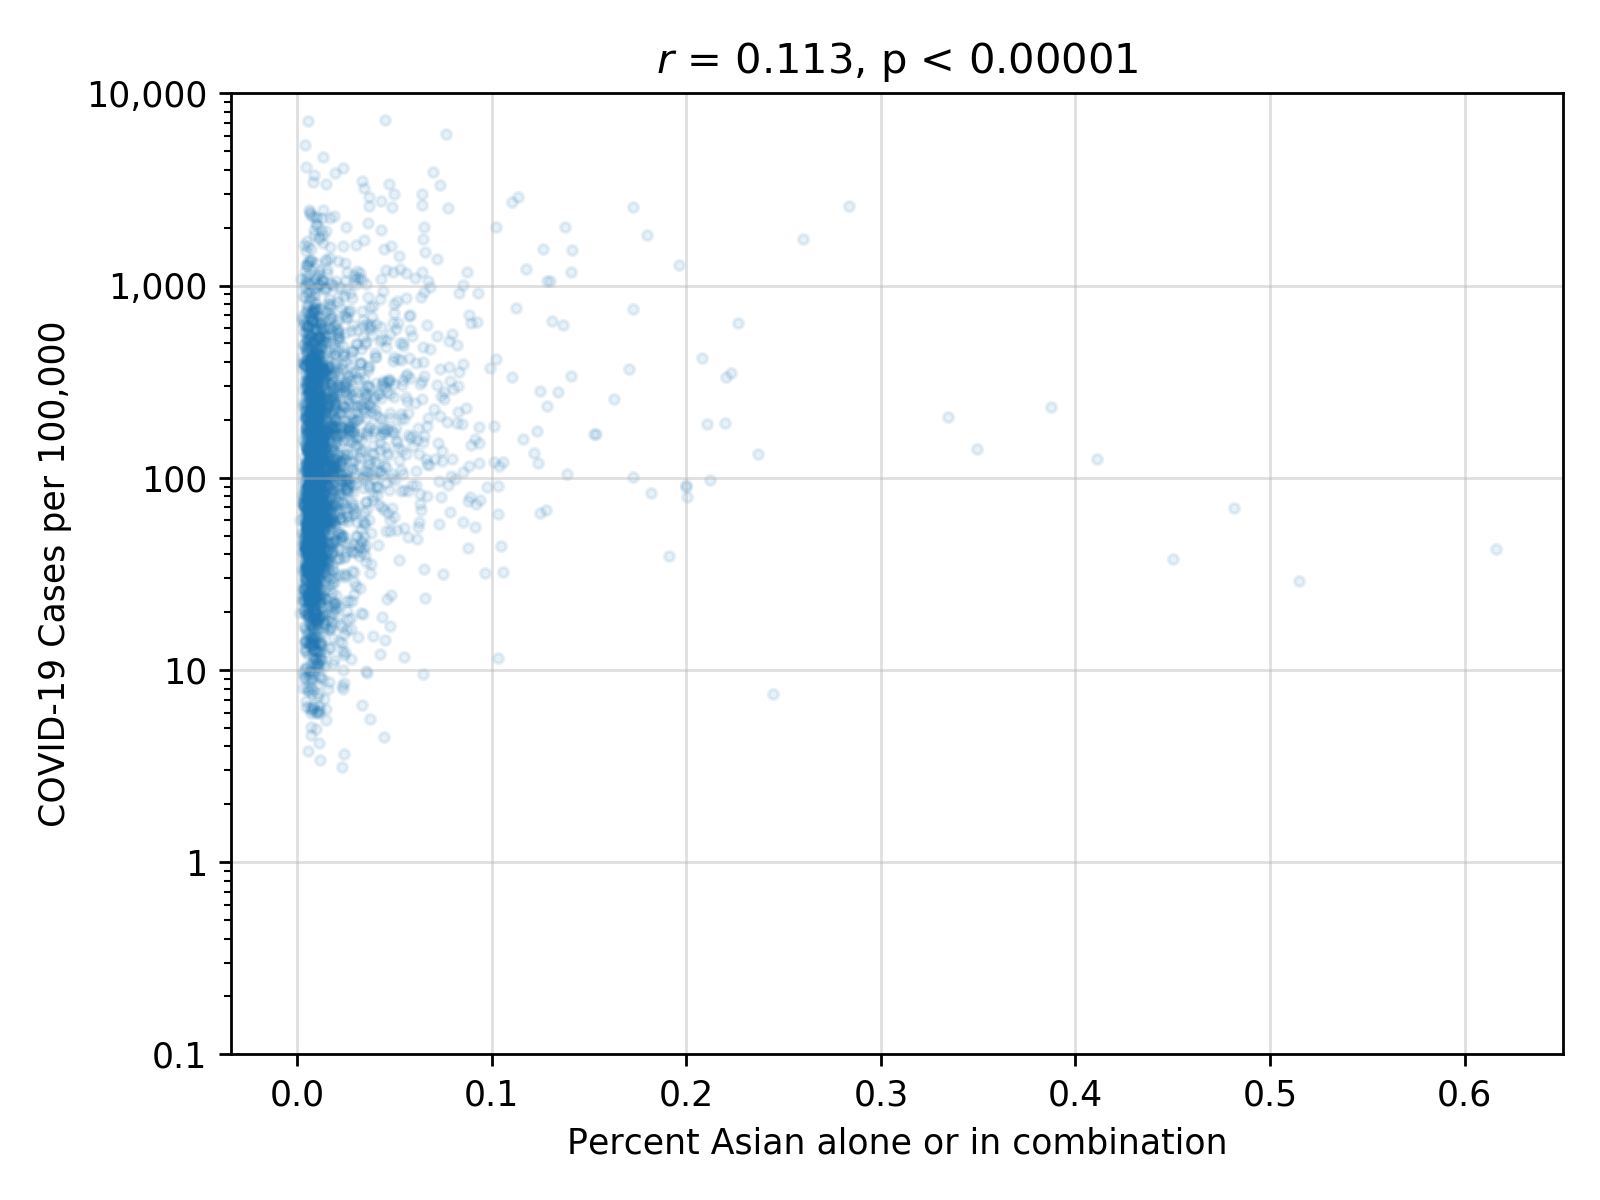 r = 0.113, p < 0.00001
10,000
1,000
100
10
1
0.1
COVID-19 Cases per 100,000
0.0 0.1 0.2 0.3 0.4 0.5 0.6
Percent Asian alone or in combination